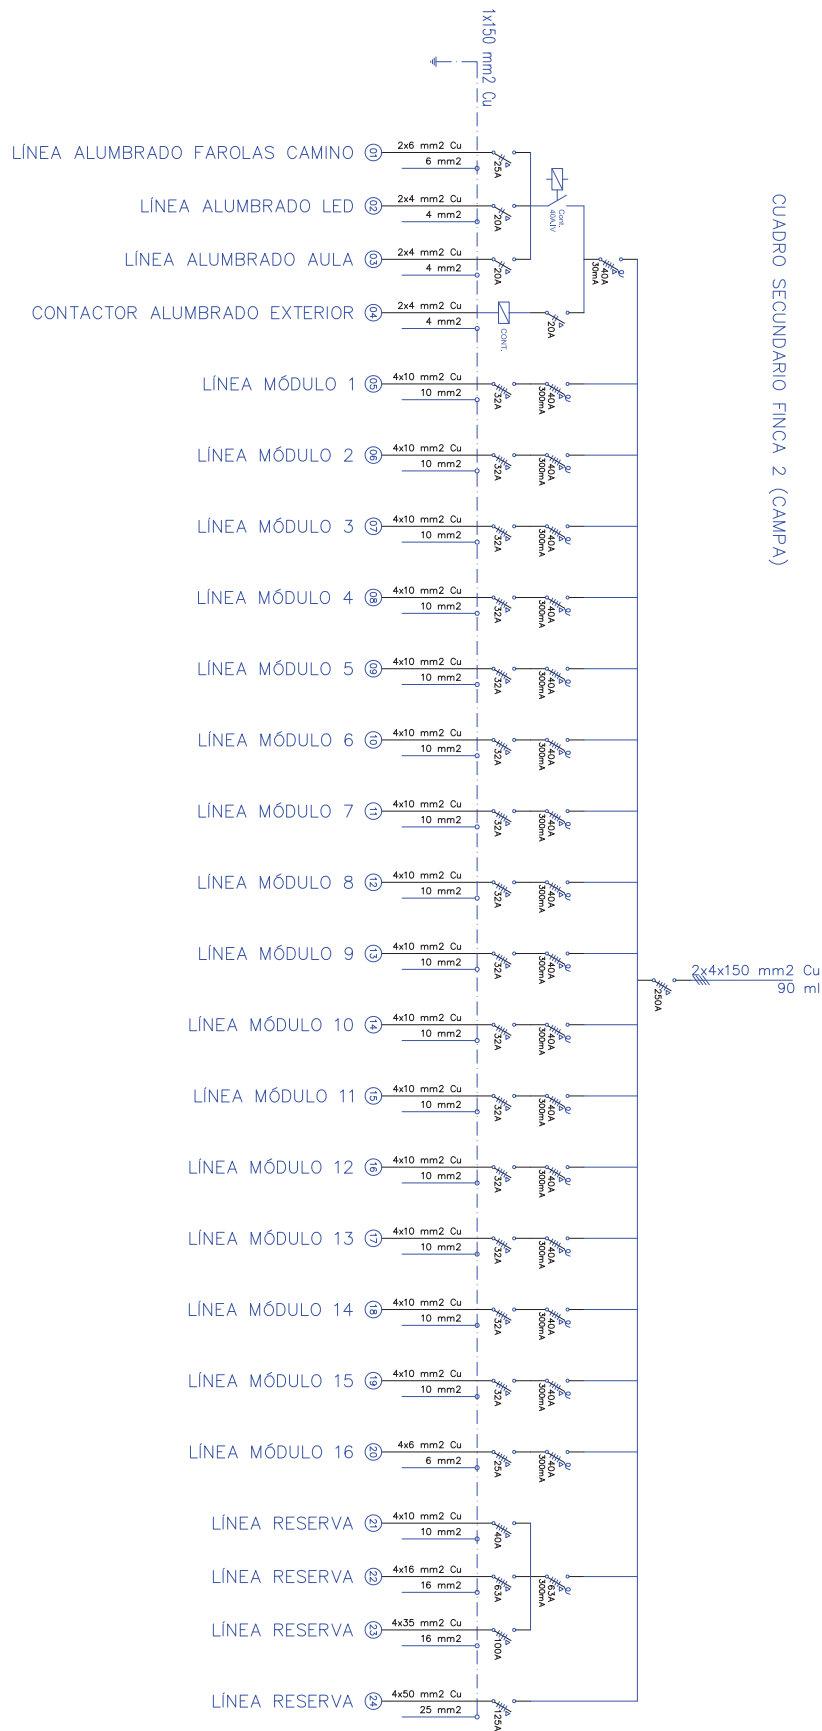 1x150 mm2 Cu
CUADRO SECUNDARIO FINCA 2 (CAMPA)
LÍNEA ALUMBRADO FAROLAS CAMINO 01 2x6 mm2 Cu
6 mm2
25A
LÍNEA ALUMBRADO LED 02 2x4 mm2 Cu
4 mm2
20A
Cont.
40A.IV
LÍNEA ALUMBRADO AULA 03 2x4 mm2 Cu
4 mm2
20A
40A
30mA
CONTACTOR ALUMBRADO EXTERIOR 04 2x4 mm2 Cu
4 mm2
CONT.
20A
LÍNEA MÓDULO 1 05 4x10 mm2 Cu
10 mm2
32A
40A
300mA
LÍNEA MÓDULO 2 06 4x10 mm2 Cu
10 mm2
32A
40A
300mA
LÍNEA MÓDULO 3 07 4x10 mm2 Cu
10 mm2
32A
40A
300mA
LÍNEA MÓDULO 4 08 4x10 mm2 Cu
10 mm2
32A
40A
300mA
LÍNEA MÓDULO 5 09 4x10 mm2 Cu
10 mm2
32A
40A
300mA
LÍNEA MÓDULO 6 10 4x10 mm2 Cu
10 mm2
32A
40A
300mA
LÍNEA MÓDULO 7 11 4x10 mm2 Cu
10 mm2
32A
40A
300mA
LÍNEA MÓDULO 8 12 4x10 mm2 Cu
10 mm2
32A
40A
300mA
LÍNEA MÓDULO 9 13 4x10 mm2 Cu
10 mm2
32A
40A
300mA
2x4x150 mm2 Cu
90 ml
250A
LÍNEA MÓDULO 10 14 4x10 mm2 Cu
10 mm2
32A
40A
300mA
LÍNEA MÓDULO 11 15 4x10 mm2 Cu
10 mm2
32A
40A
300mA
LÍNEA MÓDULO 12 16 4x10 mm2 Cu
10 mm2
32A
40A
300mA
LÍNEA MÓDULO 13 17 4x10 mm2 Cu
10 mm2
32A
40A
300mA
LÍNEA MÓDULO 14 18 4x10 mm2 Cu
10 mm2
32A
40A
300mA
LÍNEA MÓDULO 15 19 4x10 mm2 Cu
10 mm2
32A
40A
300mA
LÍNEA MÓDULO 16 20 4x6 mm2 Cu
6 mm2
25A
40A
300mA
LÍNEA RESERVA 21 4x10 mm2 Cu
10 mm2
40A
LÍNEA RESERVA 22 4x16 mm2 Cu
16 mm2
63A
63A
300mA
LÍNEA RESERVA 23 4x35 mm2 Cu
16 mm2
100A
LÍNEA RESERVA 24 4x50 mm2 Cu
25 mm2
125A